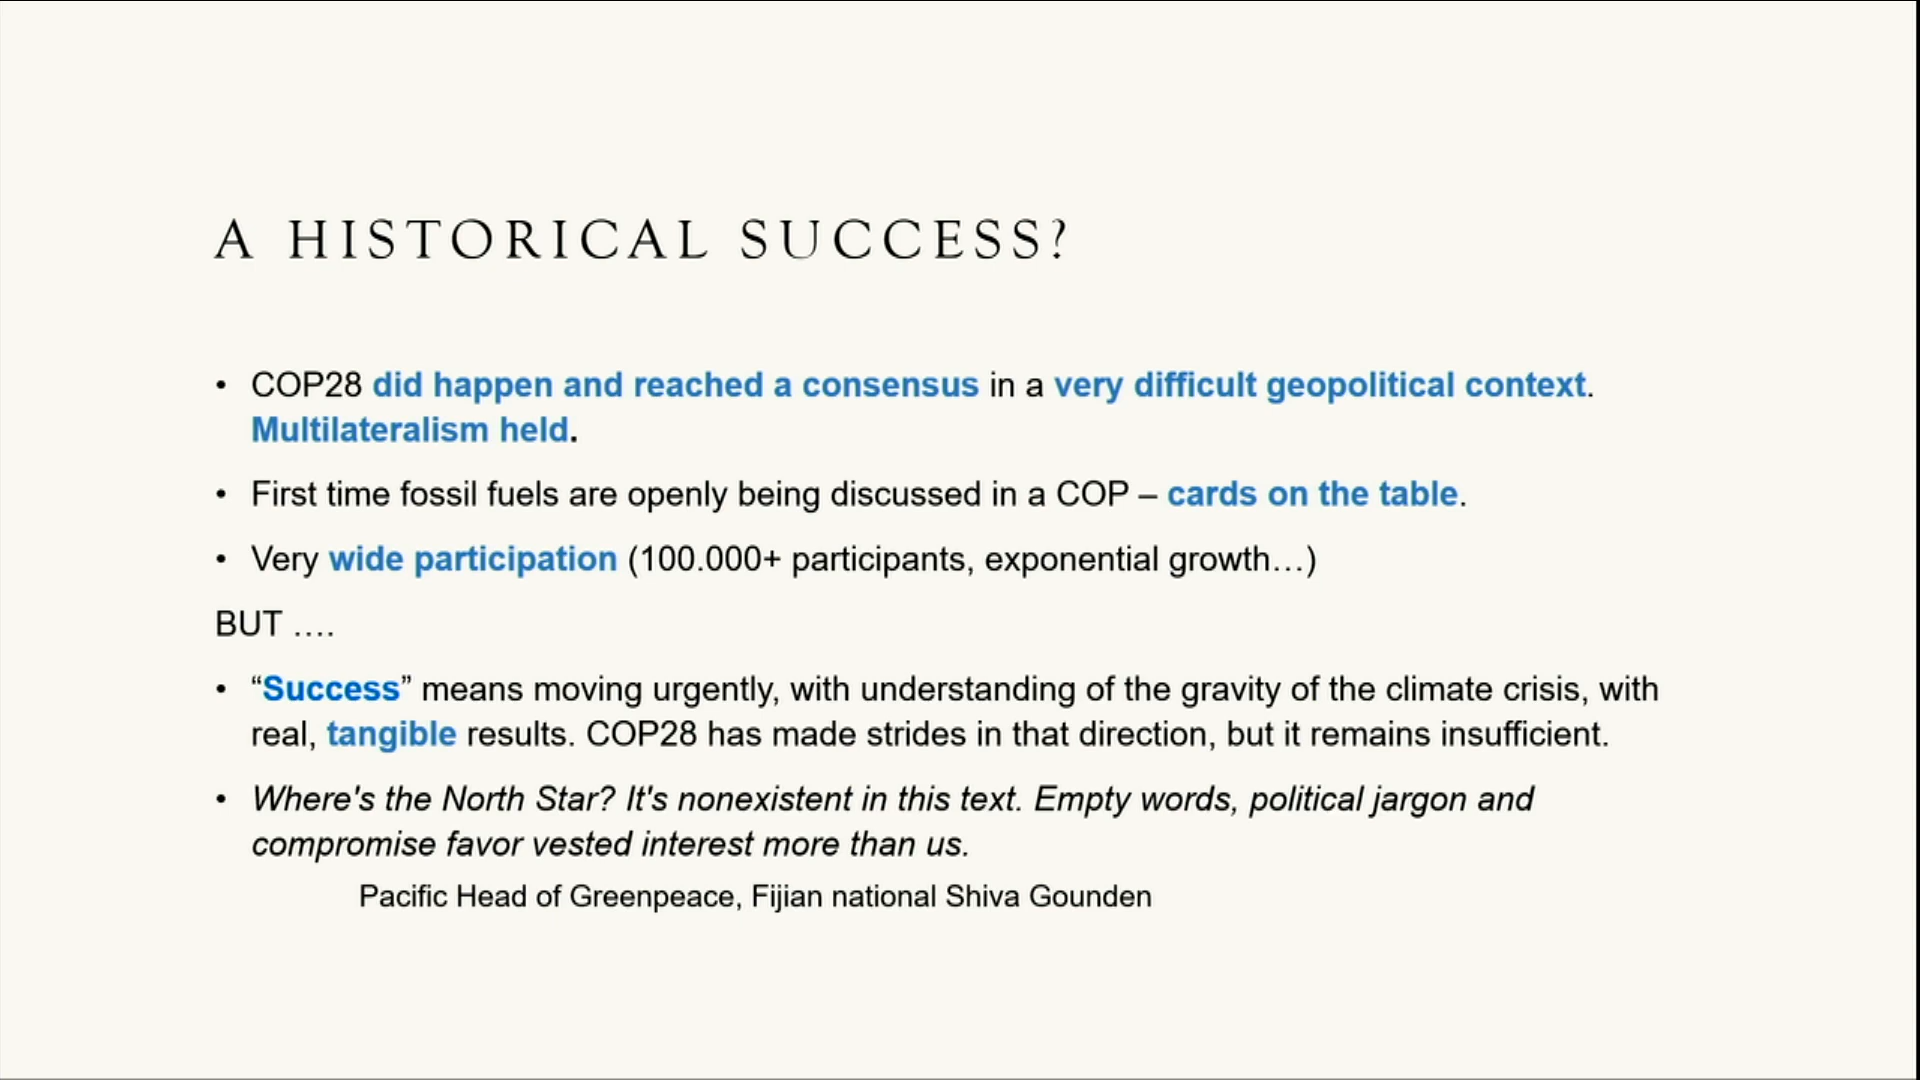 A HISTORICAL SUCCESS?
• COP28 did happen and reached a consensus in a very difficult geopolitical context.
Multilateralism held.
• First time fossil fuels are openly being discussed in a COP – cards on the table.
• Very wide participation (100.000+ participants, exponential growth…)
BUT ….
• “Success” means moving urgently, with understanding of the gravity of the climate crisis, with
real, tangible results. COP28 has made strides in that direction, but it remains insufficient.
• Where's the North Star? It's nonexistent in this text. Empty words, political jargon and
compromise favor vested interest more than us.
Pacific Head of Greenpeace, Fijian national Shiva Gounden